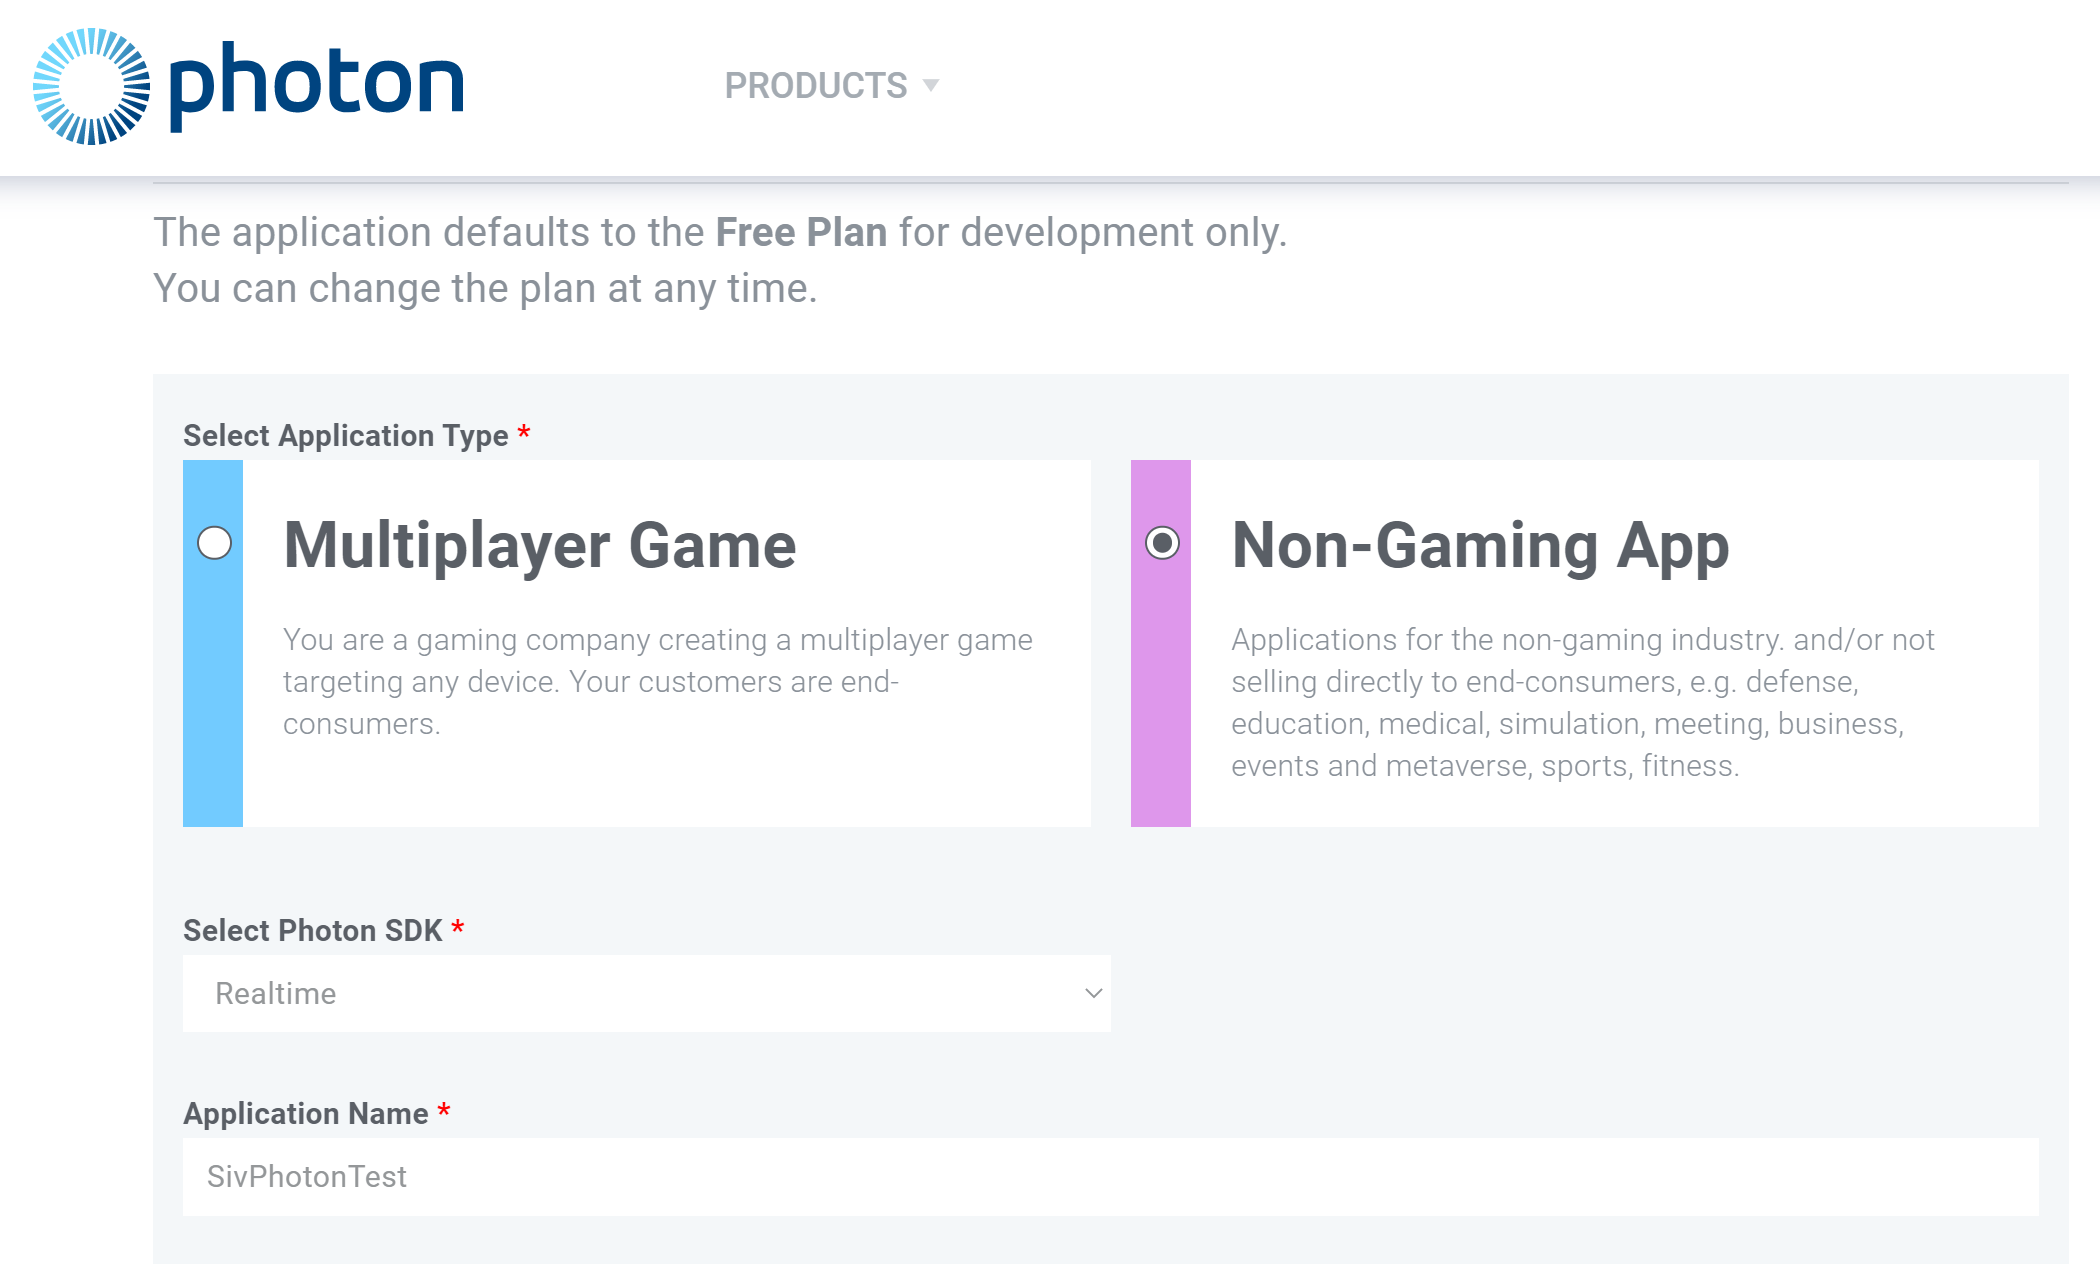 photon
PRODUCTS
The application defaults to the Free Plan for development only.
You can change the plan at any time.
Select Application Type *
Multiplayer Game
You are a gaming company creating a multiplayer game
targeting any device. Your customers are end-
consumers.
Non-Gaming App
Applications for the non-gaming industry. and/or not
selling directly to end-consumers, e.g. defense,
education, medical, simulation, meeting, business,
events and metaverse, sports, fitness.
Select Photon SDK *
Realtime
Application Name *
SivPhotonTest